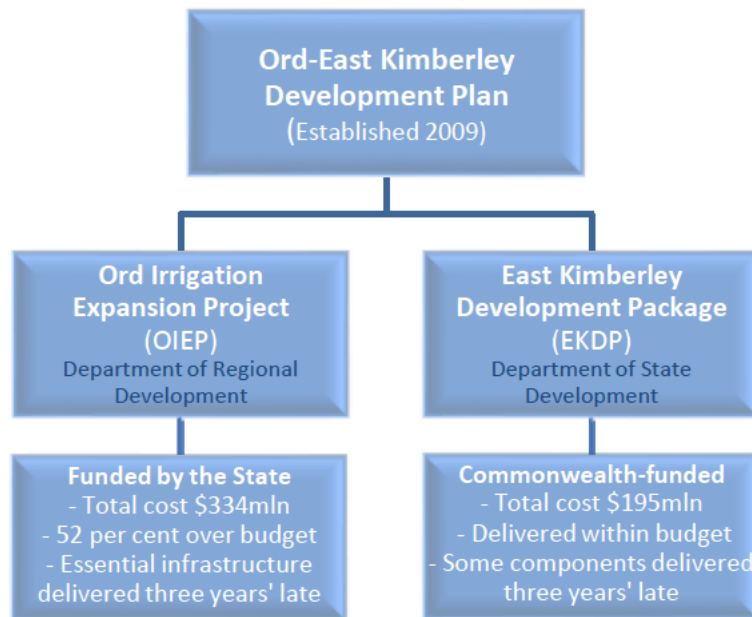 Ord-East Kimberley
Development Plan
(Established 2009)
Ord Irrigation
Expansion Project
(OIEP)
Department of Regional
Development
East Kimberley
Development Package
(EKDP)
Department of State
Development
Funded by the State
- Total cost $334mln
- 52 per cent over budget
- Essential infrastructure
delivered three years' late
Commonwealth-funded
- Total cost $195mln
- Delivered within budget
- Some components delivered
three years' late